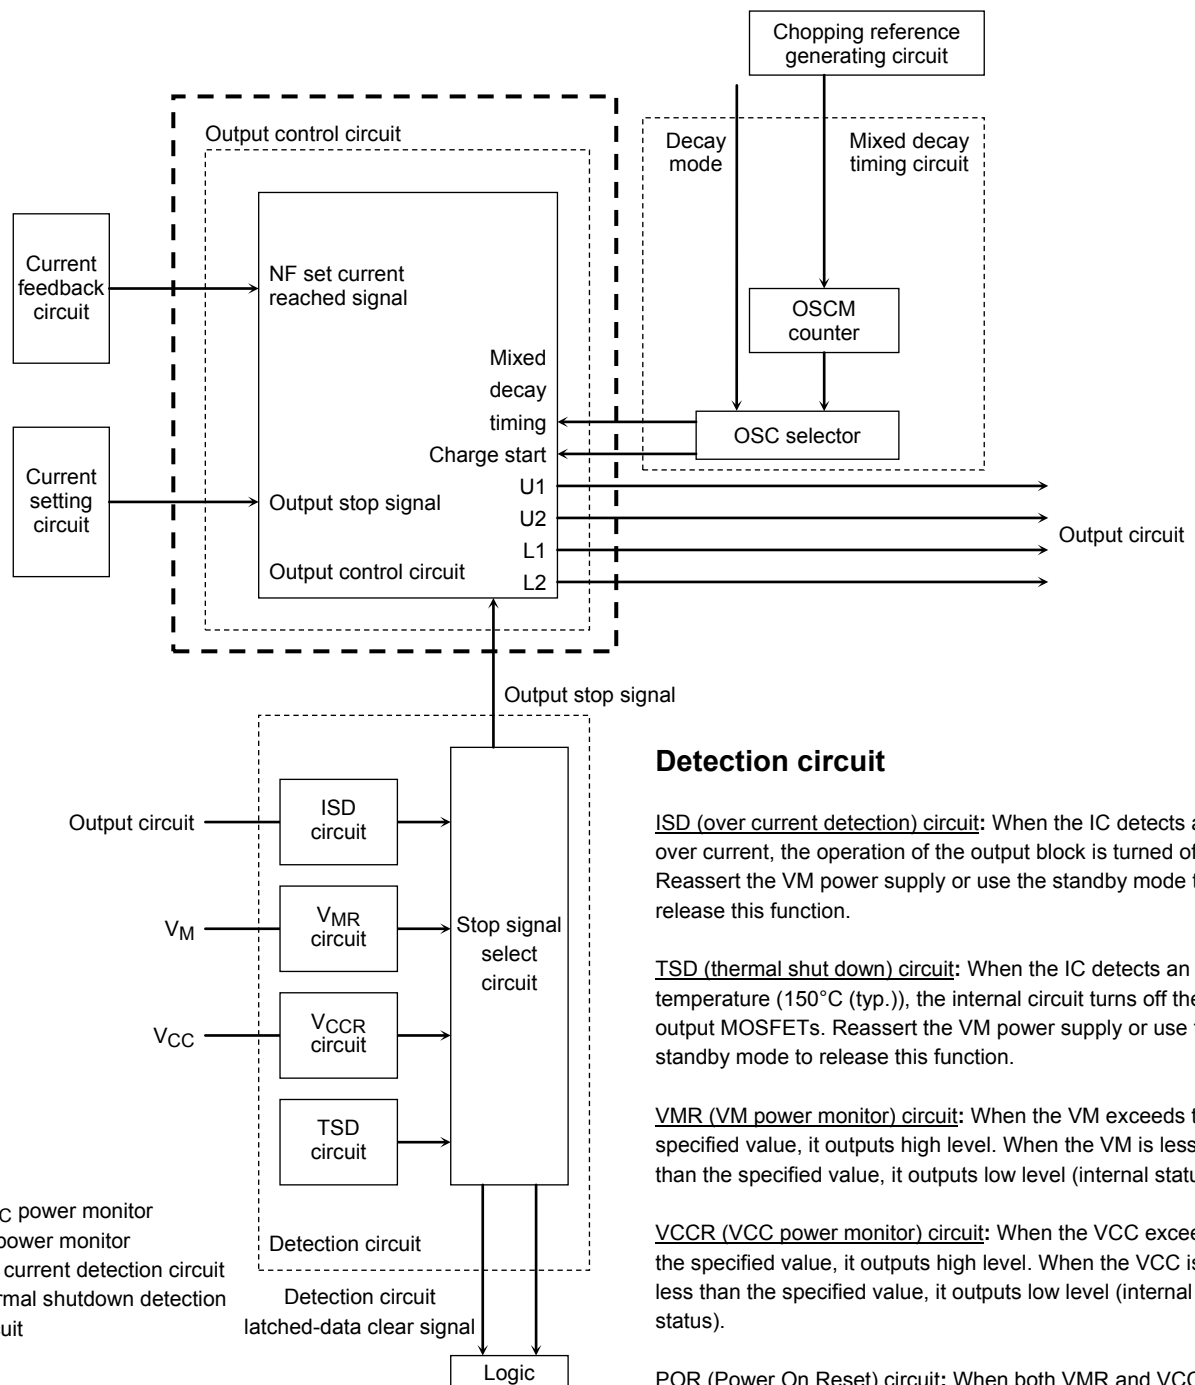 Chopping reference
generating circuit
Output control circuit
Decay
mode
Mixed decay
timing circuit
Current
feedback
circuit
NF set current
reached signal
OSCM
counter
Mixed
decay
timing
OSC selector
Charge start
Current
setting
circuit
Output stop signal
U1
U2
L1
L2
Output circuit
Output control circuit
Output stop signal
Detection circuit
ISD (over current detection) circuit: When the IC detects a
over current, the operation of the output block is turned of
Reassert the VM power supply or use the standby mode t
release this function.
TSD (thermal shut down) circuit: When the IC detects an
temperature (150°C (typ.)), the internal circuit turns off the
output MOSFETs. Reassert the VM power supply or use
standby mode to release this function.
VMR (VM power monitor) circuit: When the VM exceeds t
specified value, it outputs high level. When the VM is less
than the specified value, it outputs low level (internal statu
VCCR (VCC power monitor) circuit: When the VCC excee
the specified value, it outputs high level. When the VCC is
less than the specified value, it outputs low level (internal
status).
POR (Power On Reset) circuit: When both VMR and VCC
Output circuit
ISD
circuit
VM
VMR
circuit
Stop signal
select
circuit
VCC
VCCR
circuit
TSD
circuit
Detection circuit
C power monitor
power monitor
current detection circuit
rmal shutdown detection
uit
Detection circuit
latched-data clear signal
Logic